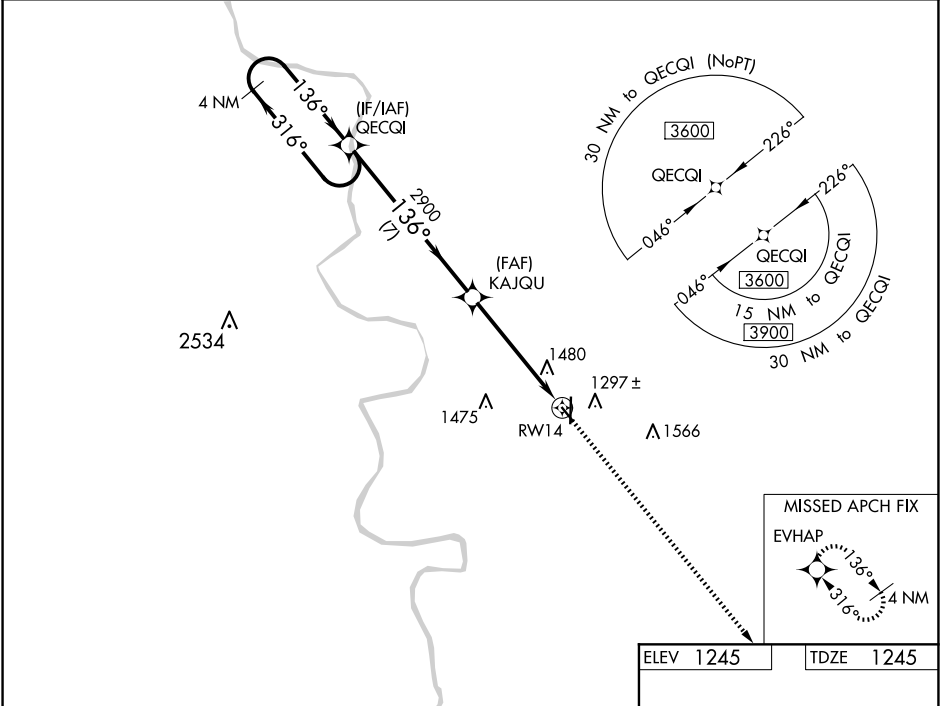 30 NM to QECQI (NoPT)
3600
226°
QECQI
046°
226°
QECQI
046°
3600
15 NM to QECQI
3900
30 NM to QECQI
4 NM
136°
316°
(IF/IAF)
QECQI
2900
136°
(7)
(FAF)
KAJQU
2534
1480
1297 ±
1475
RW14
1566
MISSED APCH FIX
EVHAP
136°
316°
4 NM
ELEV 1245
TDZE 1245